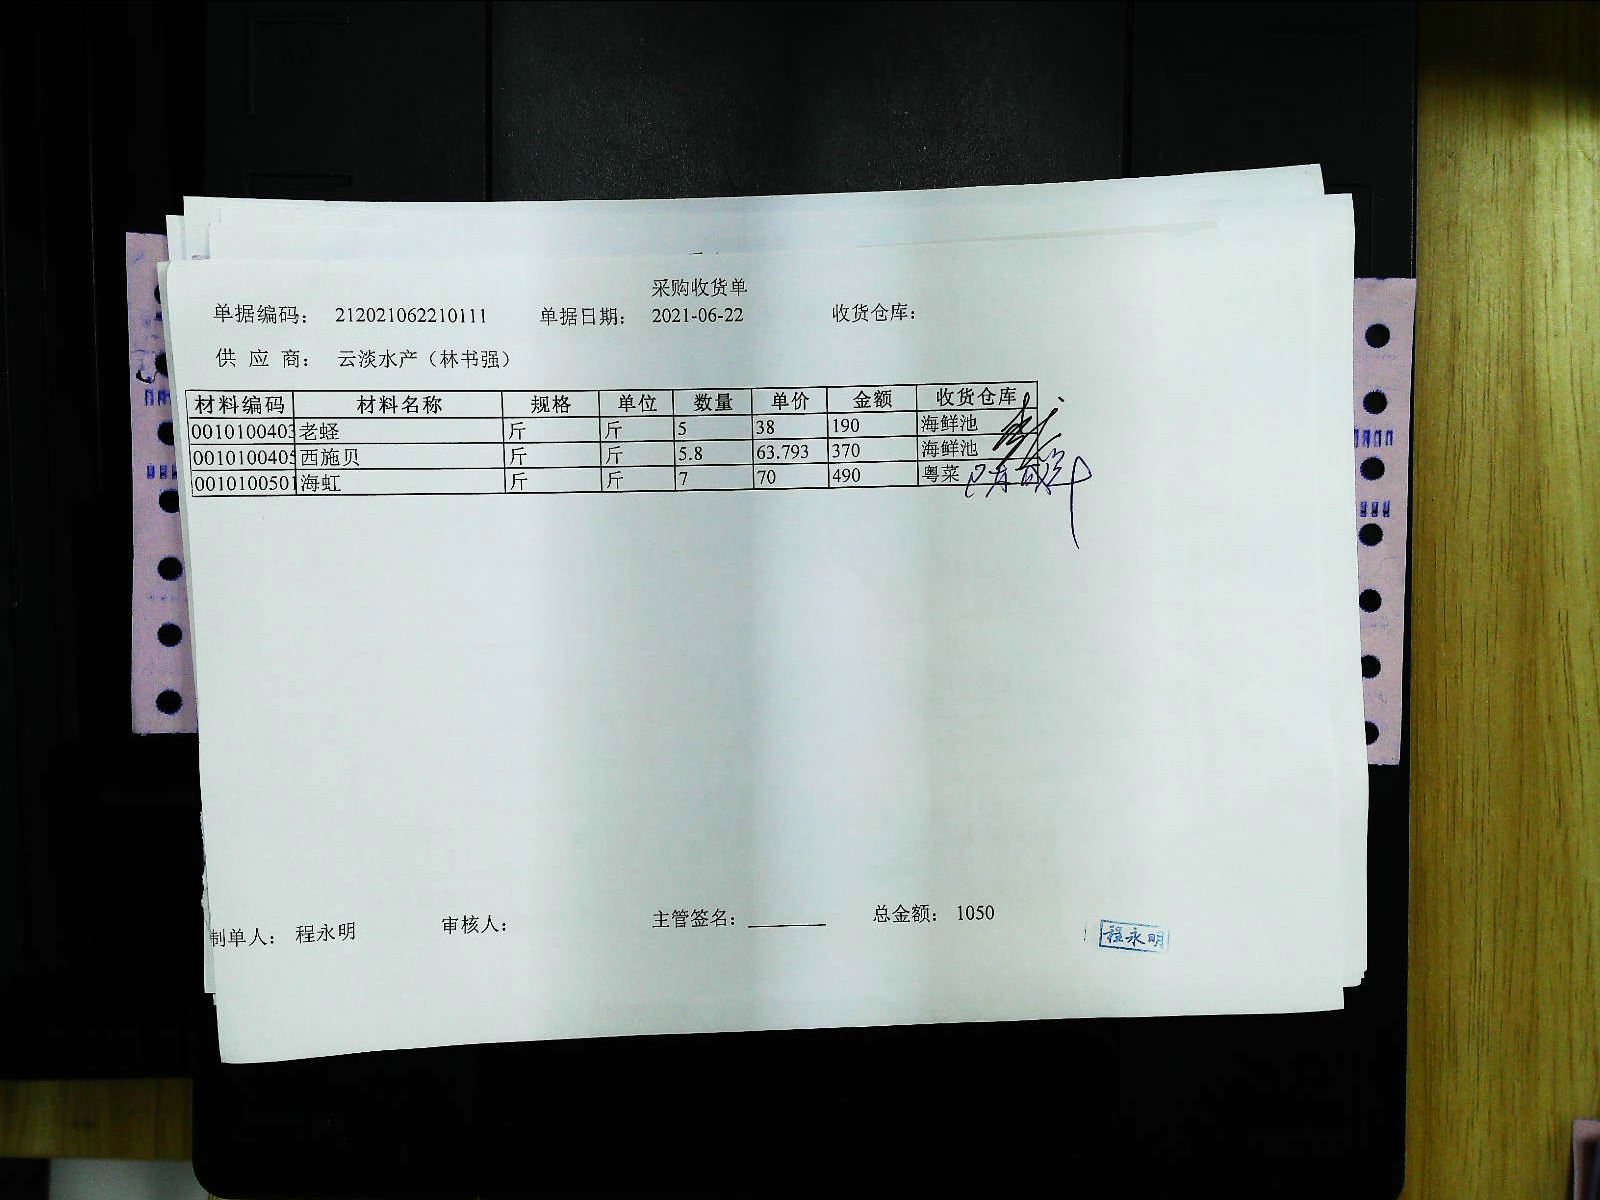 采购收货单
单据编码： 212021062210111 单据日期： 2021-06-22 收货仓库：
供 应 商： 云淡水产（林书强）
材料编码 材料名称 规格 单位 数量 单价 金额 收货仓库
0010100403 老蛏 斤 斤 5 38 190 海鲜池
0010100405 西施贝 斤 斤 5.8 63.793 370 海鲜池
0010100501 海虹 斤 斤 7 70 490 粤菜
制单人： 程永明 审核人： 主管签名： 总金额： 1050
程永明